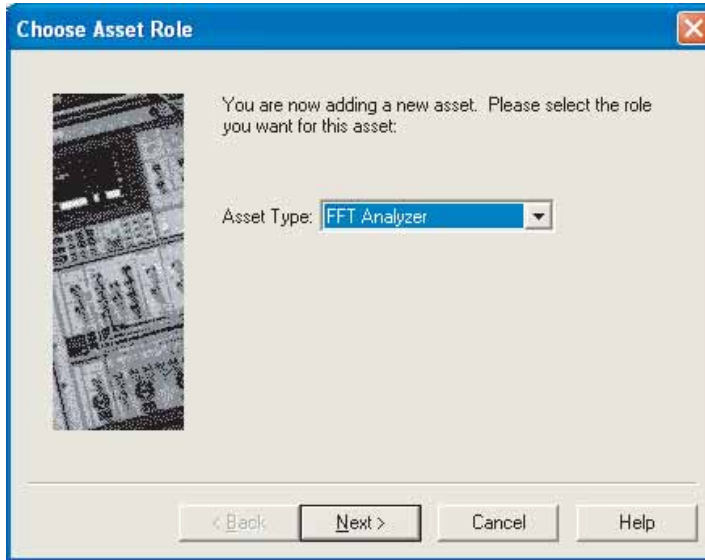 Choose Asset Role
You are now adding a new asset. Please select the role
you want for this asset:
Asset Type: FFT Analyzer
< Back Next > Cancel Help